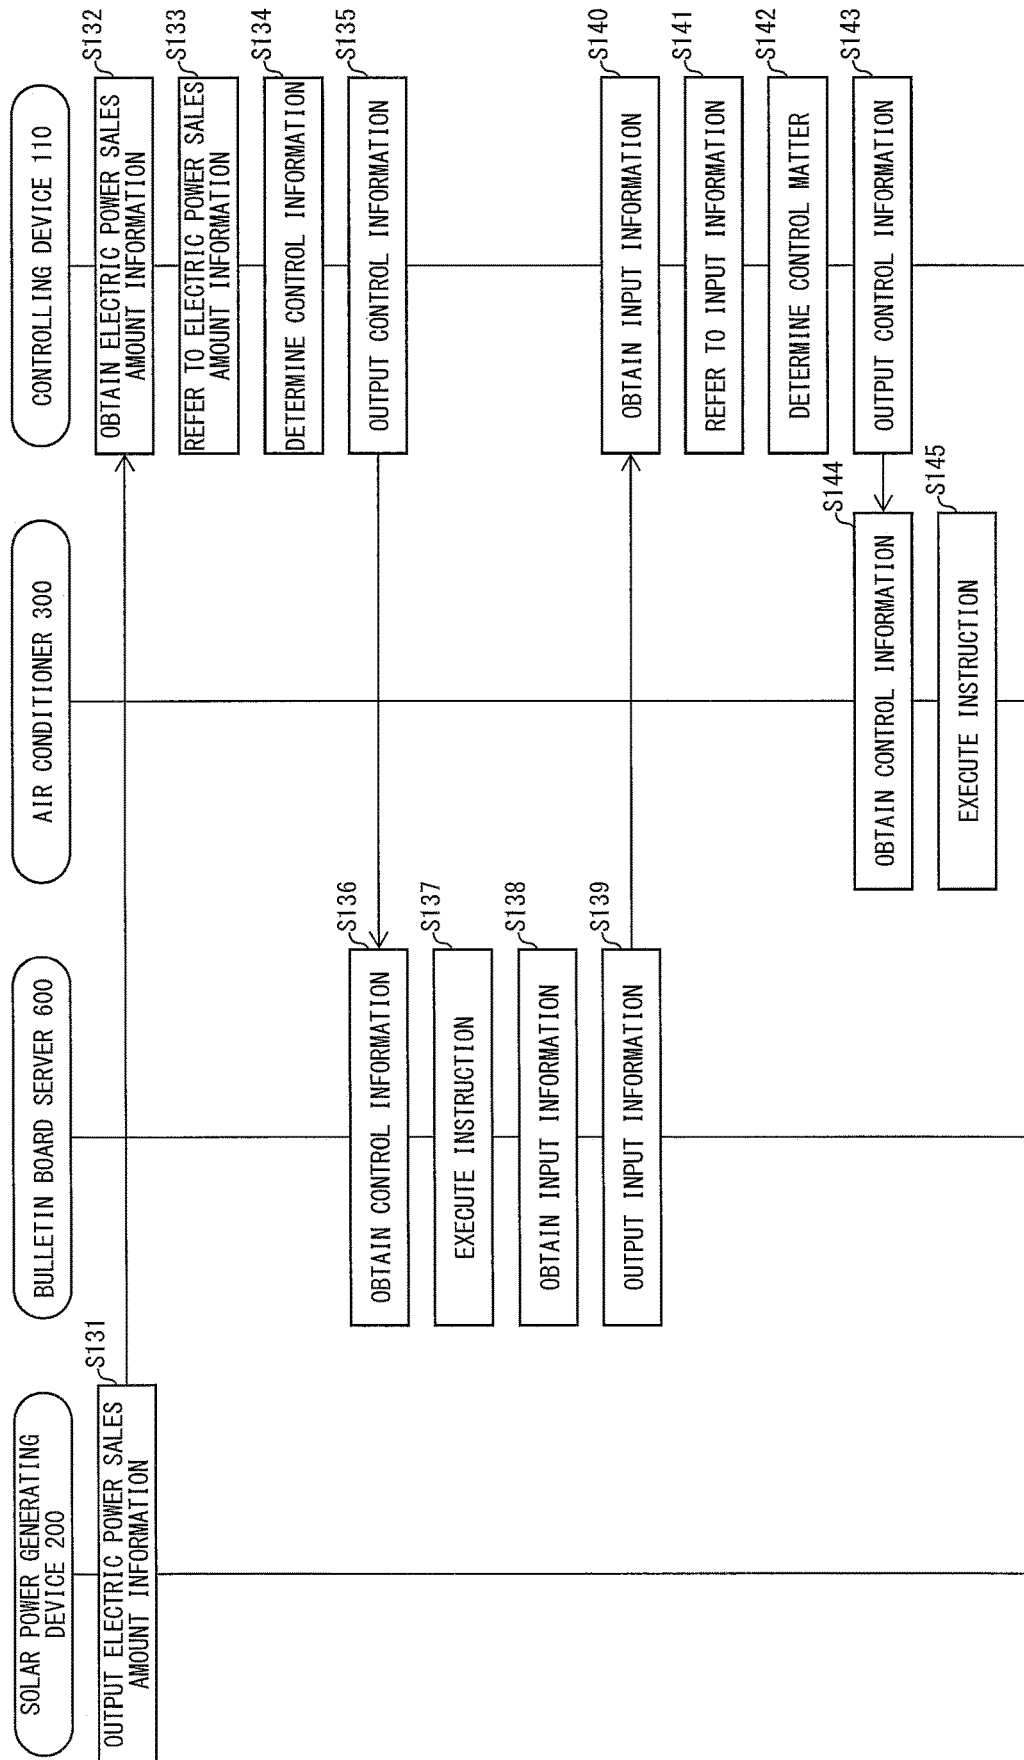 SOLAR POWER GENERATING
DEVICE 200
BULLETIN BOARD SERVER 600
AIR CONDITIONER 300
CONTROLLING DEVICE 110
S131
OUTPUT ELECTRIC POWER SALES
AMOUNT INFORMATION
S132
OBTAIN ELECTRIC POWER SALES
AMOUNT INFORMATION
S133
REFER TO ELECTRIC POWER SALES
AMOUNT INFORMATION
S134
DETERMINE CONTROL INFORMATION
S135
OUTPUT CONTROL INFORMATION
S136
OBTAIN CONTROL INFORMATION
S137
EXECUTE INSTRUCTION
S138
OBTAIN INPUT INFORMATION
S139
OUTPUT INPUT INFORMATION
S140
OBTAIN INPUT INFORMATION
S141
REFER TO INPUT INFORMATION
S142
DETERMINE CONTROL MATTER
S143
OUTPUT CONTROL INFORMATION
S144
OBTAIN CONTROL INFORMATION
S145
EXECUTE INSTRUCTION